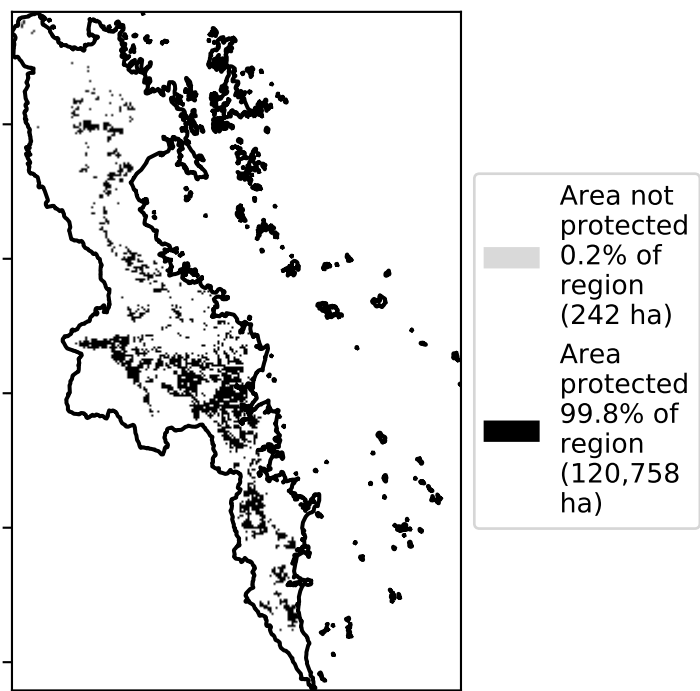 Area not
protected
0.2% of
region
(242 ha)
Area
protected
99.8% of
region
(120,758
ha)